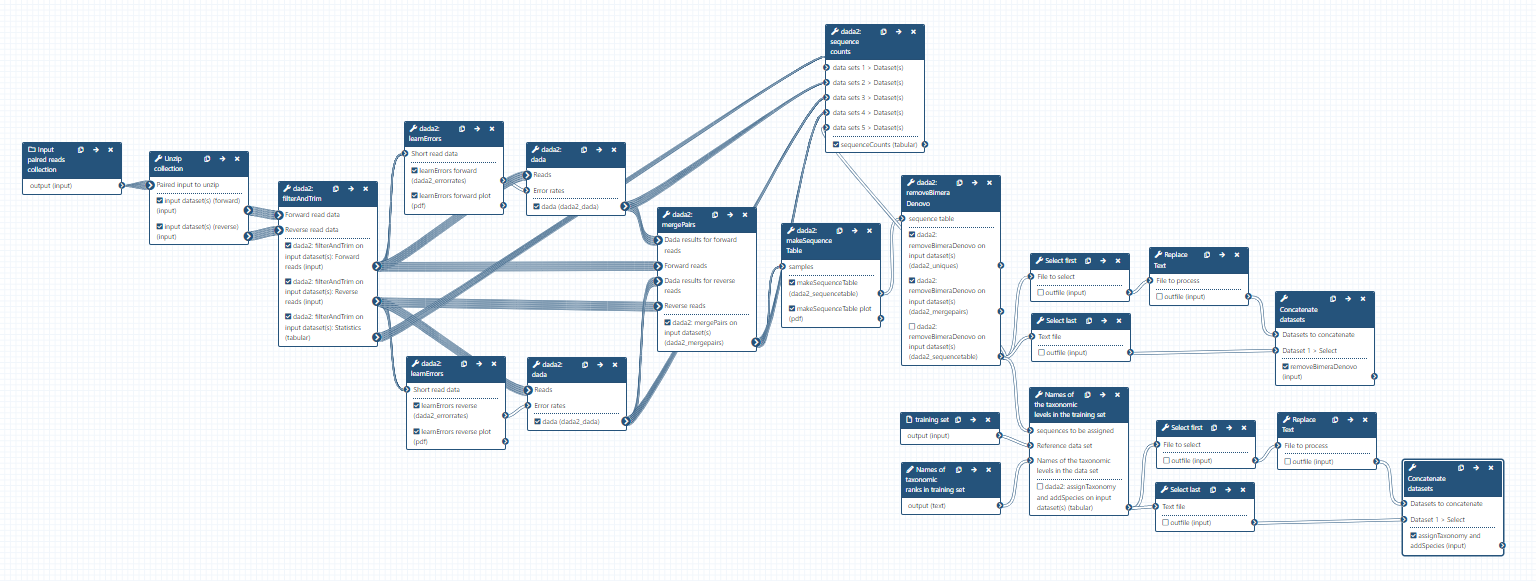 Input
paired reads
collection
output (input)
Unzip
collection
Paired input to unzip
input dataset(s) (forward)
(input)
input dataset(s) (reverse)
(input)
dada2:
filterAndTrim
Forward read data
Reverse read data
dada2: filterAndTrim on
input dataset(s): Forward
reads (input)
dada2: filterAndTrim on
input dataset(s): Reverse
reads (input)
dada2: filterAndTrim on
input dataset(s): Statistics
(tabular)
dada2:
learnErrors
Short read data
learnErrors forward
(dada2_errorrates)
learnErrors forward plot
(pdf)
dada2:
dada
Reads
Error rates
dada (dada2_dada)
dada2:
learnErrors
Short read data
learnErrors reverse
(dada2_errorrates)
learnErrors reverse plot
(pdf)
dada2:
dada
Reads
Error rates
dada (dada2_dada)
dada2:
mergePairs
Dada results for forward
reads
Forward reads
Dada results for reverse
reads
Reverse reads
dada2: mergePairs on
input dataset(s)
(dada2_mergepairs)
dada2:
makeSequence
Table
samples
makeSequenceTable
(dada2_sequencetable)
makeSequenceTable plot
(pdf)
dada2:
sequence
counts
data sets 1 > Dataset(s)
data sets 2 > Dataset(s)
data sets 3 > Dataset(s)
data sets 4 > Dataset(s)
data sets 5 > Dataset(s)
sequenceCounts (tabular)
dada2:
removeBimera
Denovo
sequence table
dada2:
removeBimeraDenovo on
input dataset(s)
(dada2_uniques)
dada2:
removeBimeraDenovo on
input dataset(s)
(dada2_mergepairs)
dada2:
removeBimeraDenovo on
input dataset(s)
(dada2_sequencetable)
Select first
File to select
outfile (input)
Select last
Text file
outfile (input)
Replace
Text
File to process
outfile (input)
Concatenate
datasets
Datasets to concatenate
Dataset 1 > Select
removeBimeraDenovo
(input)
training set
output (input)
Names of
taxonomic
ranks in training set
output (text)
Names of
the taxonomic
levels in the training set
sequences to be assigned
Reference data set
Names of the taxonomic
levels in the data set
dada2: assignTaxonomy
and addSpecies on input
dataset(s) (tabular)
Select first
File to select
outfile (input)
Select last
Text file
outfile (input)
Replace
Text
File to process
outfile (input)
Concatenate
datasets
Datasets to concatenate
Dataset 1 > Select
assignTaxonomy and
addSpecies (input)